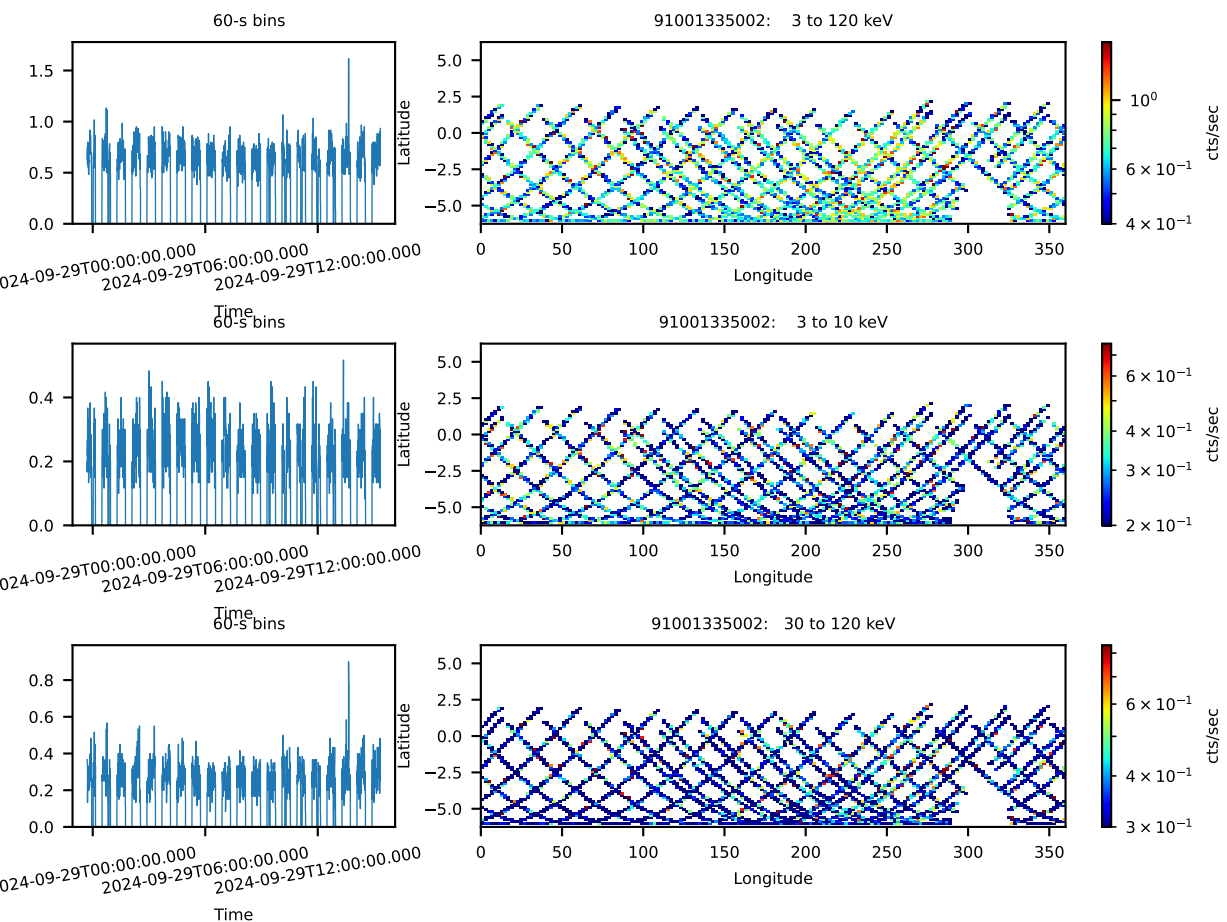 60-s bins
91001335002: 3 to 120 keV
1.5
1.0
0.5
0.0
Latitude
5.0
2.5
0.0
−2.5
−5.0
10⁰
6 × 10⁻¹
4 × 10⁻¹
cts/sec
024-09-29T00:00:00.000
2024-09-29T06:00:00.000
2024-09-29T12:00:00.000
Time
0 50 100 150 200 250 300 350
Longitude
60-s bins
91001335002: 3 to 10 keV
0.4
0.2
0.0
Latitude
5.0
2.5
0.0
−2.5
−5.0
6 × 10⁻¹
4 × 10⁻¹
3 × 10⁻¹
2 × 10⁻¹
cts/sec
024-09-29T00:00:00.000
2024-09-29T06:00:00.000
2024-09-29T12:00:00.000
Time
0 50 100 150 200 250 300 350
Longitude
60-s bins
91001335002: 30 to 120 keV
0.8
0.6
0.4
0.2
0.0
Latitude
5.0
2.5
0.0
−2.5
−5.0
6 × 10⁻¹
4 × 10⁻¹
3 × 10⁻¹
cts/sec
024-09-29T00:00:00.000
2024-09-29T06:00:00.000
2024-09-29T12:00:00.000
Time
0 50 100 150 200 250 300 350
Longitude